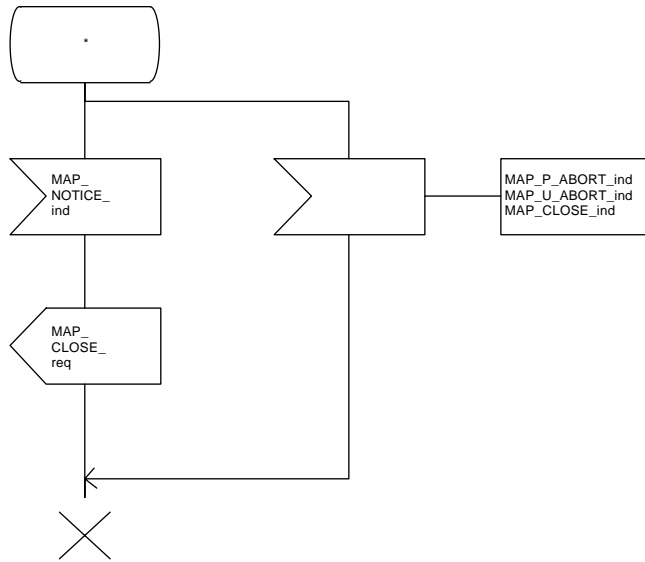 *
MAP_
NOTICE_
ind
MAP_P_ABORT_ind
MAP_U_ABORT_ind
MAP_CLOSE_ind
MAP_
CLOSE_
req